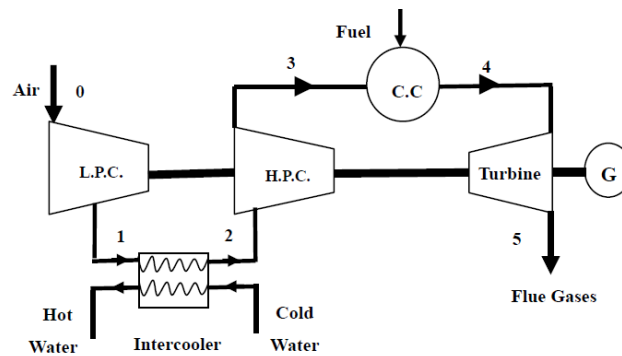 Fuel
3
4
Air
0
C.C
L.P.C.
H.P.C.
Turbine
G
1
2
5
Hot
Water
Intercooler
Cold
Water
Flue Gases